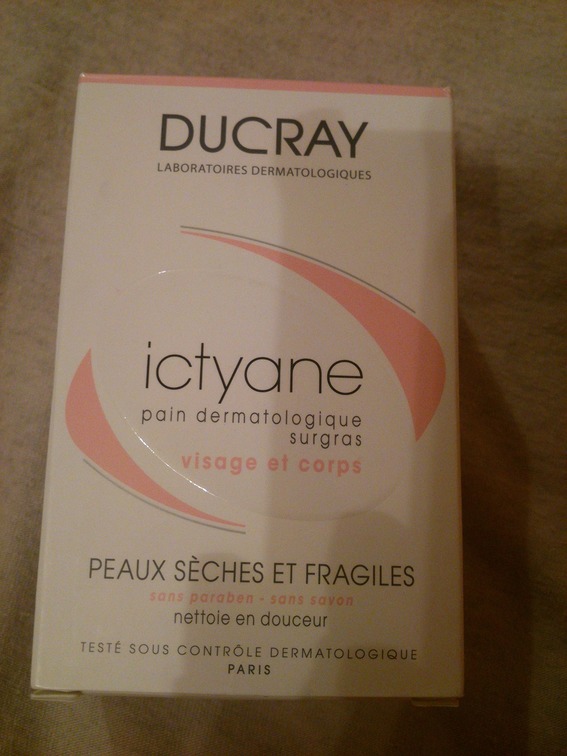 DUCRAY
LABORATOIRES DERMATOLOGIQUES
ictyane
pain dermatologique
surgras
visage et corps
PEAUX SÈCHES ET FRAGILES
sans paraben - sans savon
nettoie en douceur
TESTÉ SOUS CONTRÔLE DERMATOLOGIQUE
PARIS